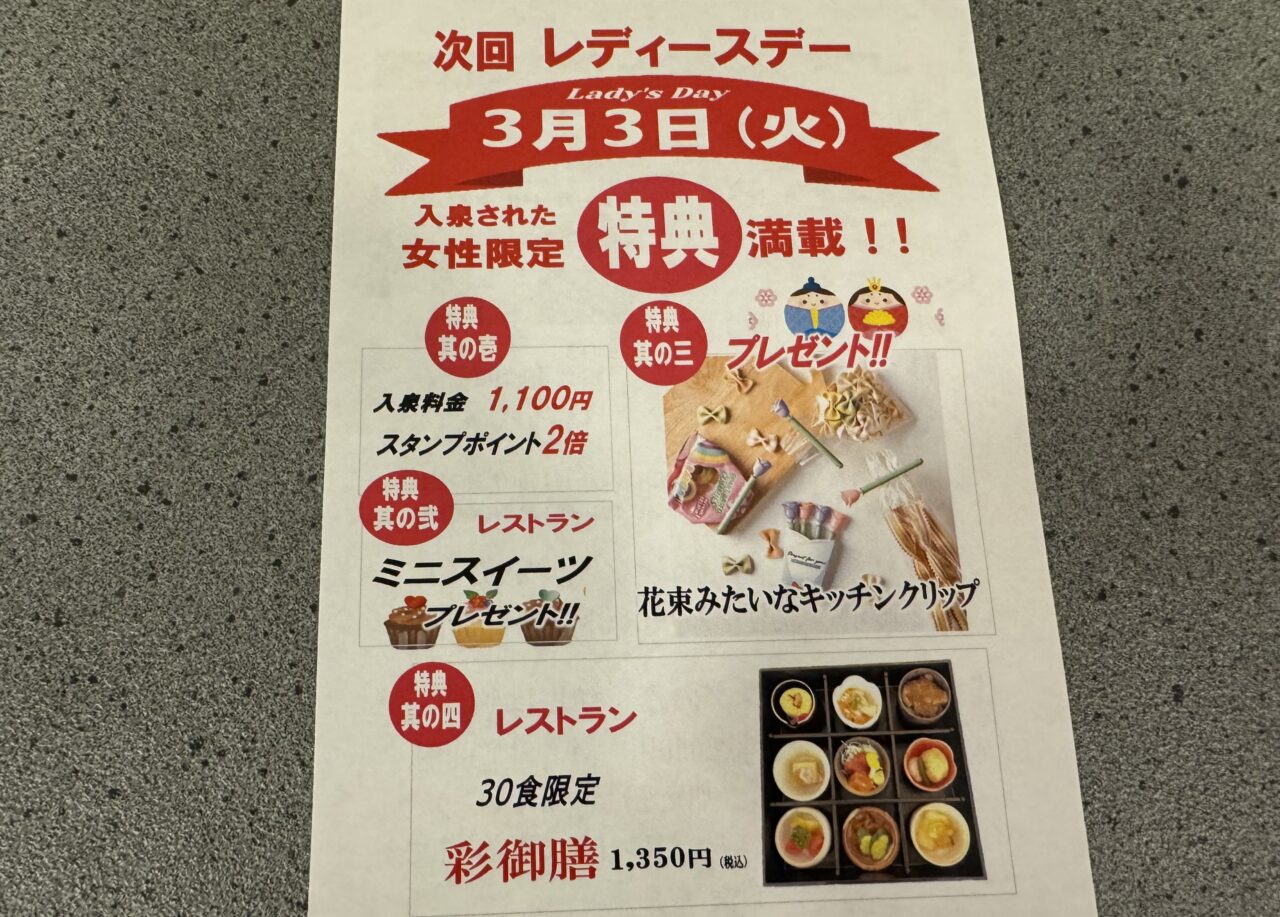 次回 レディースデー
Lady's Day
3月3日(火)
入泉された
女性限定
特典
満載!!
特典
其の壱
入泉料金 1,100円
スタンプポイント2倍
特典
其の弐
レストラン
ミニスイーツ
プレゼント!!
特典
其の三
プレゼント!!
花束みたいなキッチンクリップ
特典
其の四
レストラン
30食限定
彩御膳 1,350円(税込)